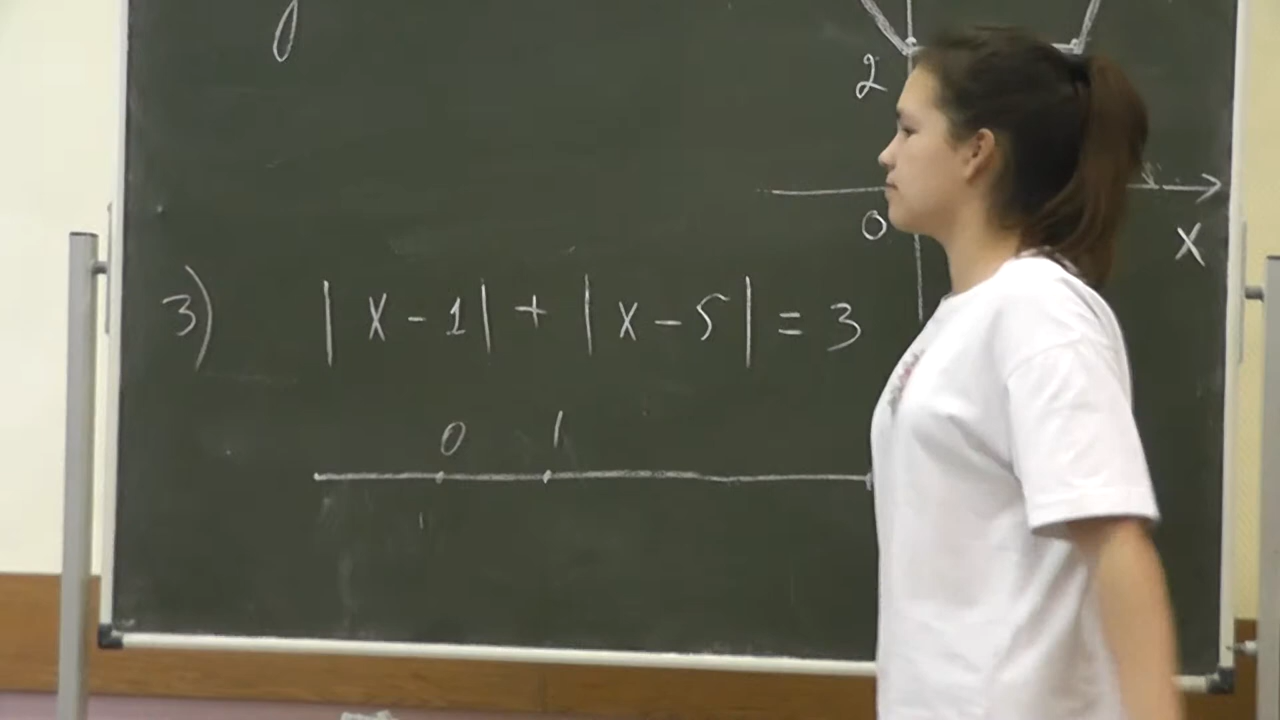 y
2
0
x
3) |x-1| + |x-5| = 3
0 1